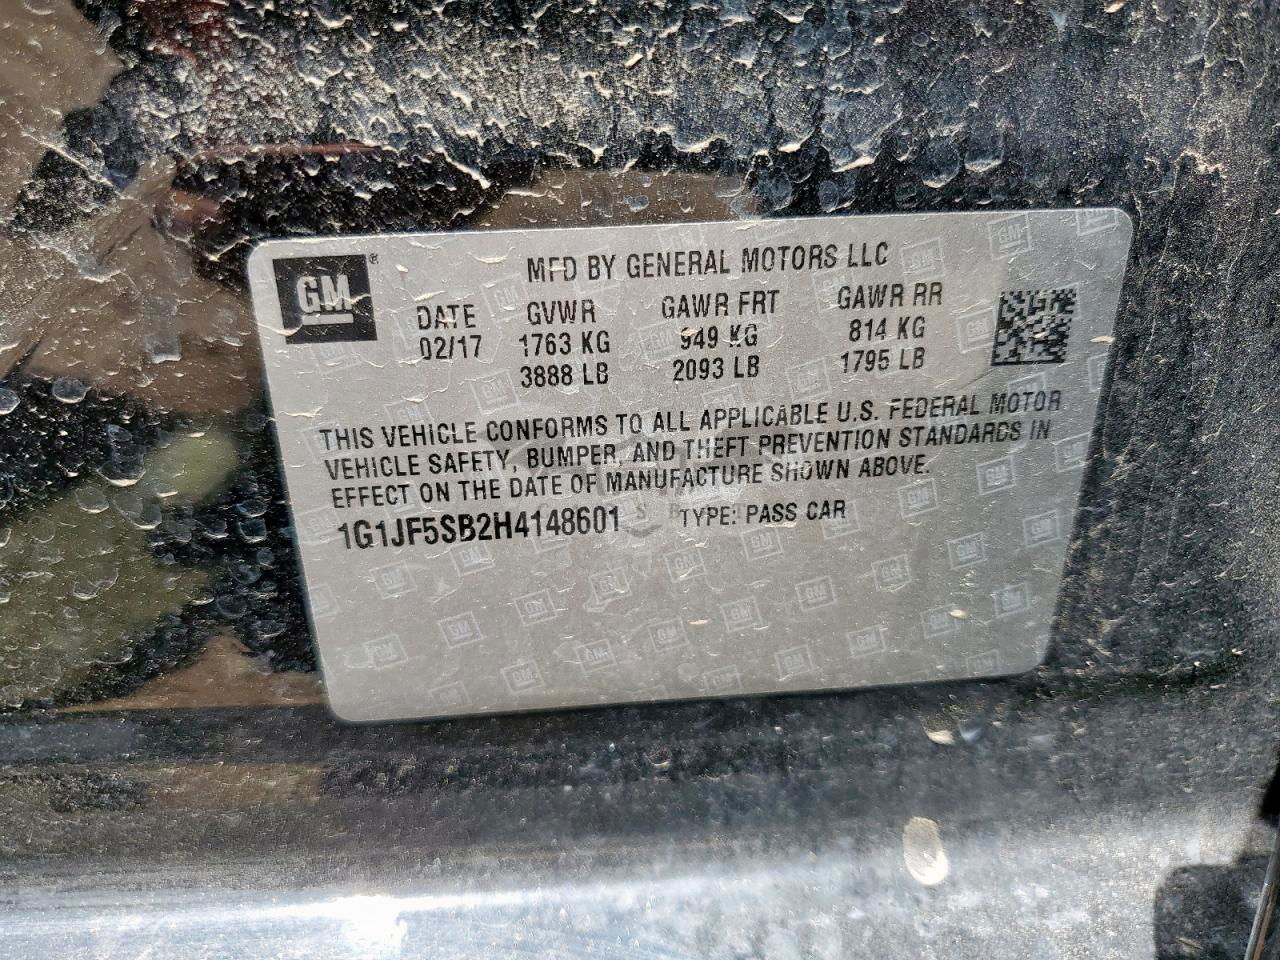 GM®
MFD BY GENERAL MOTORS LLC
DATE GVWR GAWR FRT GAWR RR
02/17 1763 KG 949 KG 814 KG
3888 LB 2093 LB 1795 LB
THIS VEHICLE CONFORMS TO ALL APPLICABLE U.S. FEDERAL MOTOR
VEHICLE SAFETY, BUMPER, AND THEFT PREVENTION STANDARDS IN
EFFECT ON THE DATE OF MANUFACTURE SHOWN ABOVE.
1G1JF5SB2H4148601 TYPE: PASS CAR